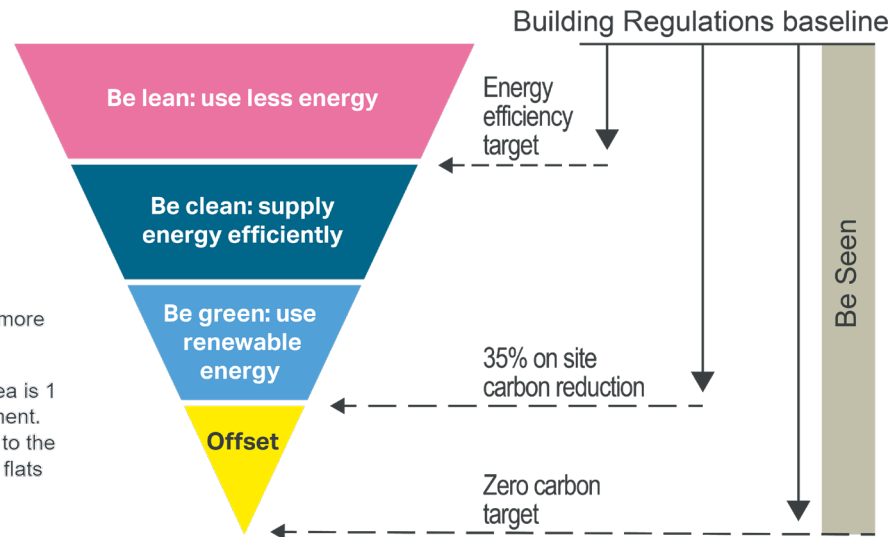 Building Regulations baseline
Be lean: use less energy
Energy
efficiency
target
Be clean: supply
energy efficiently
Be green: use
renewable
energy
35% on site
carbon reduction
Offset
Zero carbon
target
Be Seen
more
ea is 1
ment.
to the
flats